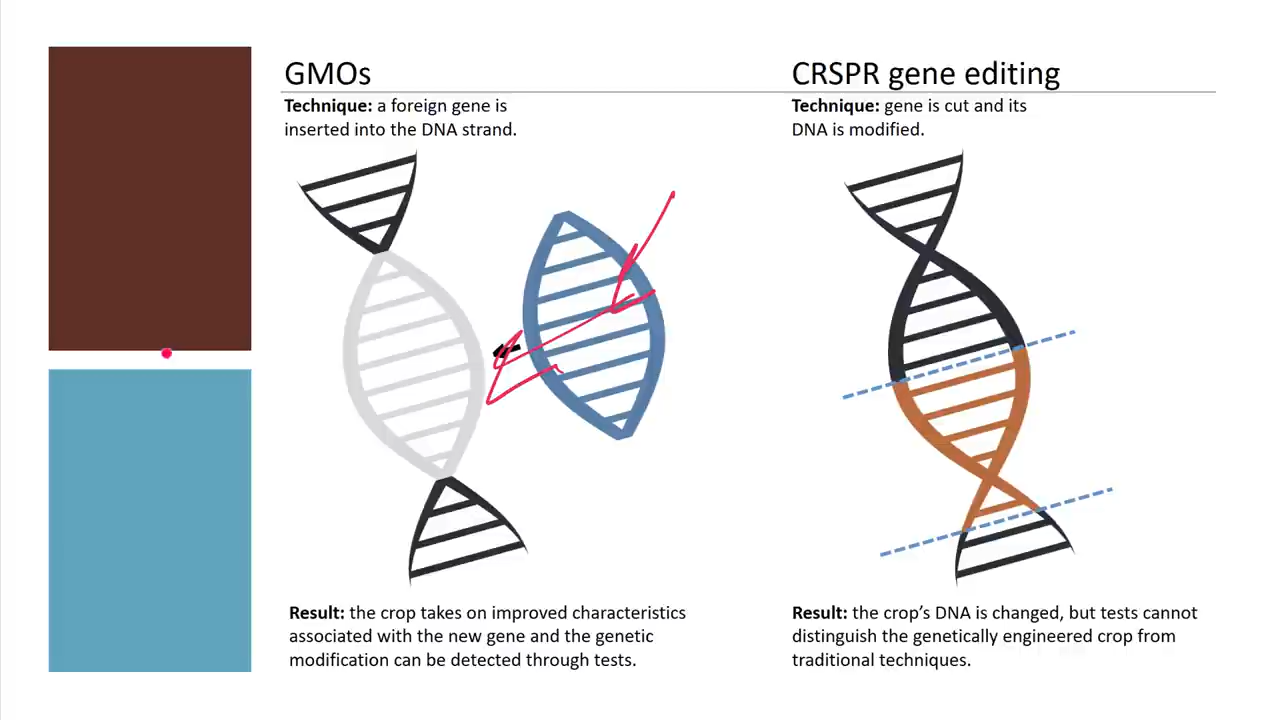 GMOs
Technique: a foreign gene is
inserted into the DNA strand.
Result: the crop takes on improved characteristics
associated with the new gene and the genetic
modification can be detected through tests.
CRSPR gene editing
Technique: gene is cut and its
DNA is modified.
Result: the crop’s DNA is changed, but tests cannot
distinguish the genetically engineered crop from
traditional techniques.